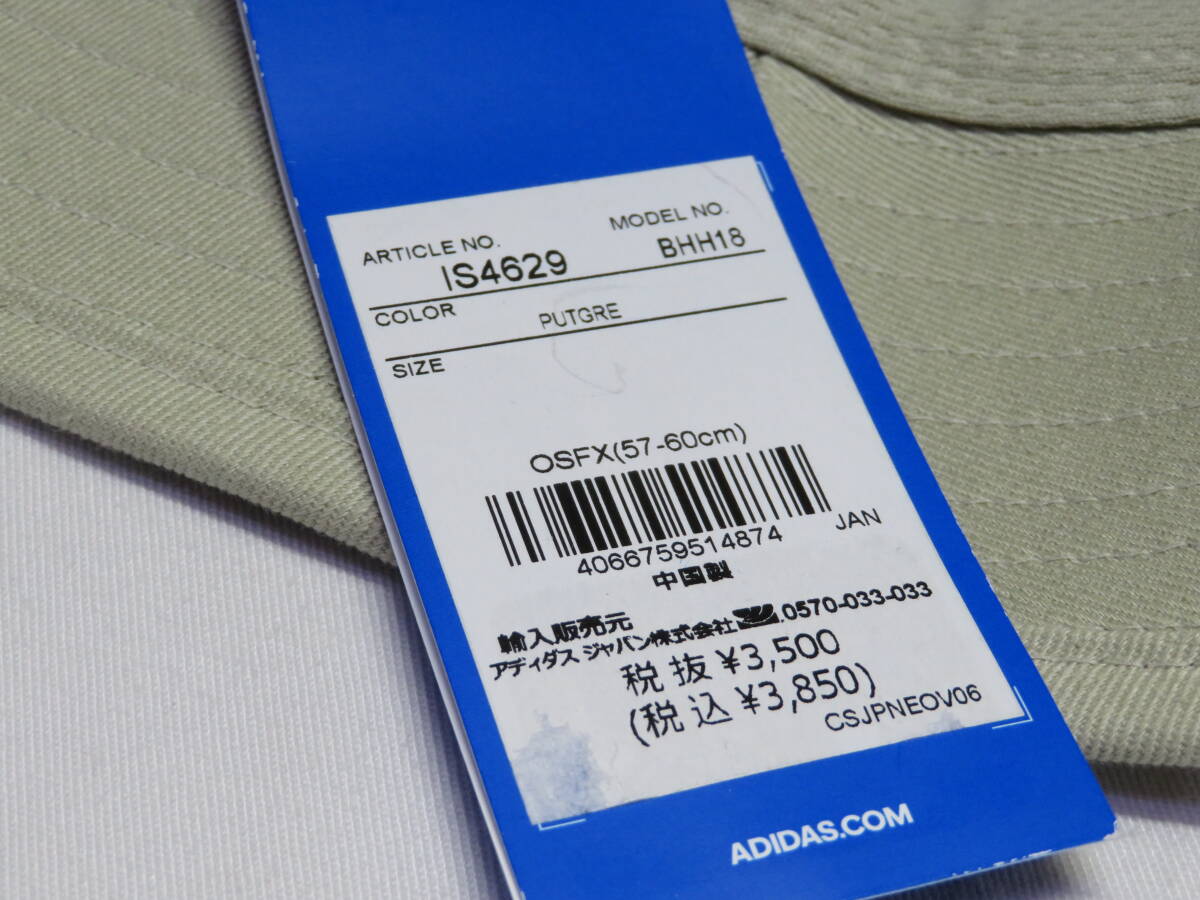 ARTICLE NO. MODEL NO.
IS4629 BHH18
COLOR PUTGRE
SIZE
OSFX(57-60cm)
4066759514874 JAN
中国製
輸入販売元
アディダス ジャパン株式会社 .0570-033-033
税抜 ¥3,500
(税込 ¥3,850)
CSJPNEOV06
ADIDAS.COM